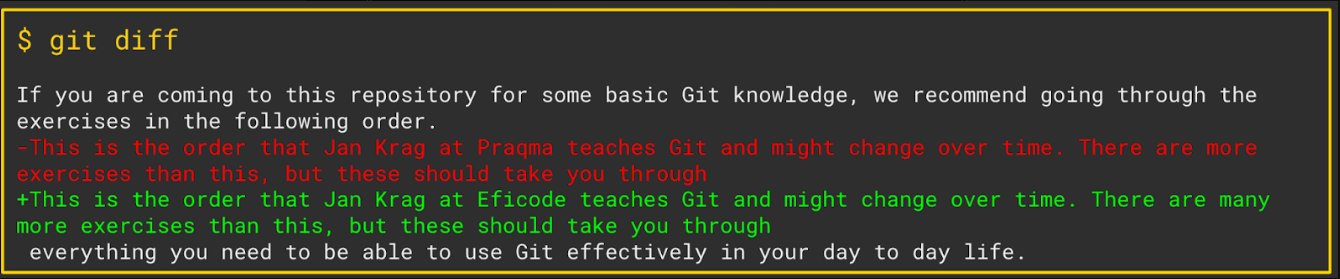 $ git diff
If you are coming to this repository for some basic Git knowledge, we recommend going through the
exercises in the following order.
-This is the order that Jan Krag at Praqma teaches Git and might change over time. There are more
exercises than this, but these should take you through
+This is the order that Jan Krag at Eficode teaches Git and might change over time. There are many
more exercises than this, but these should take you through
 everything you need to be able to use Git effectively in your day to day life.